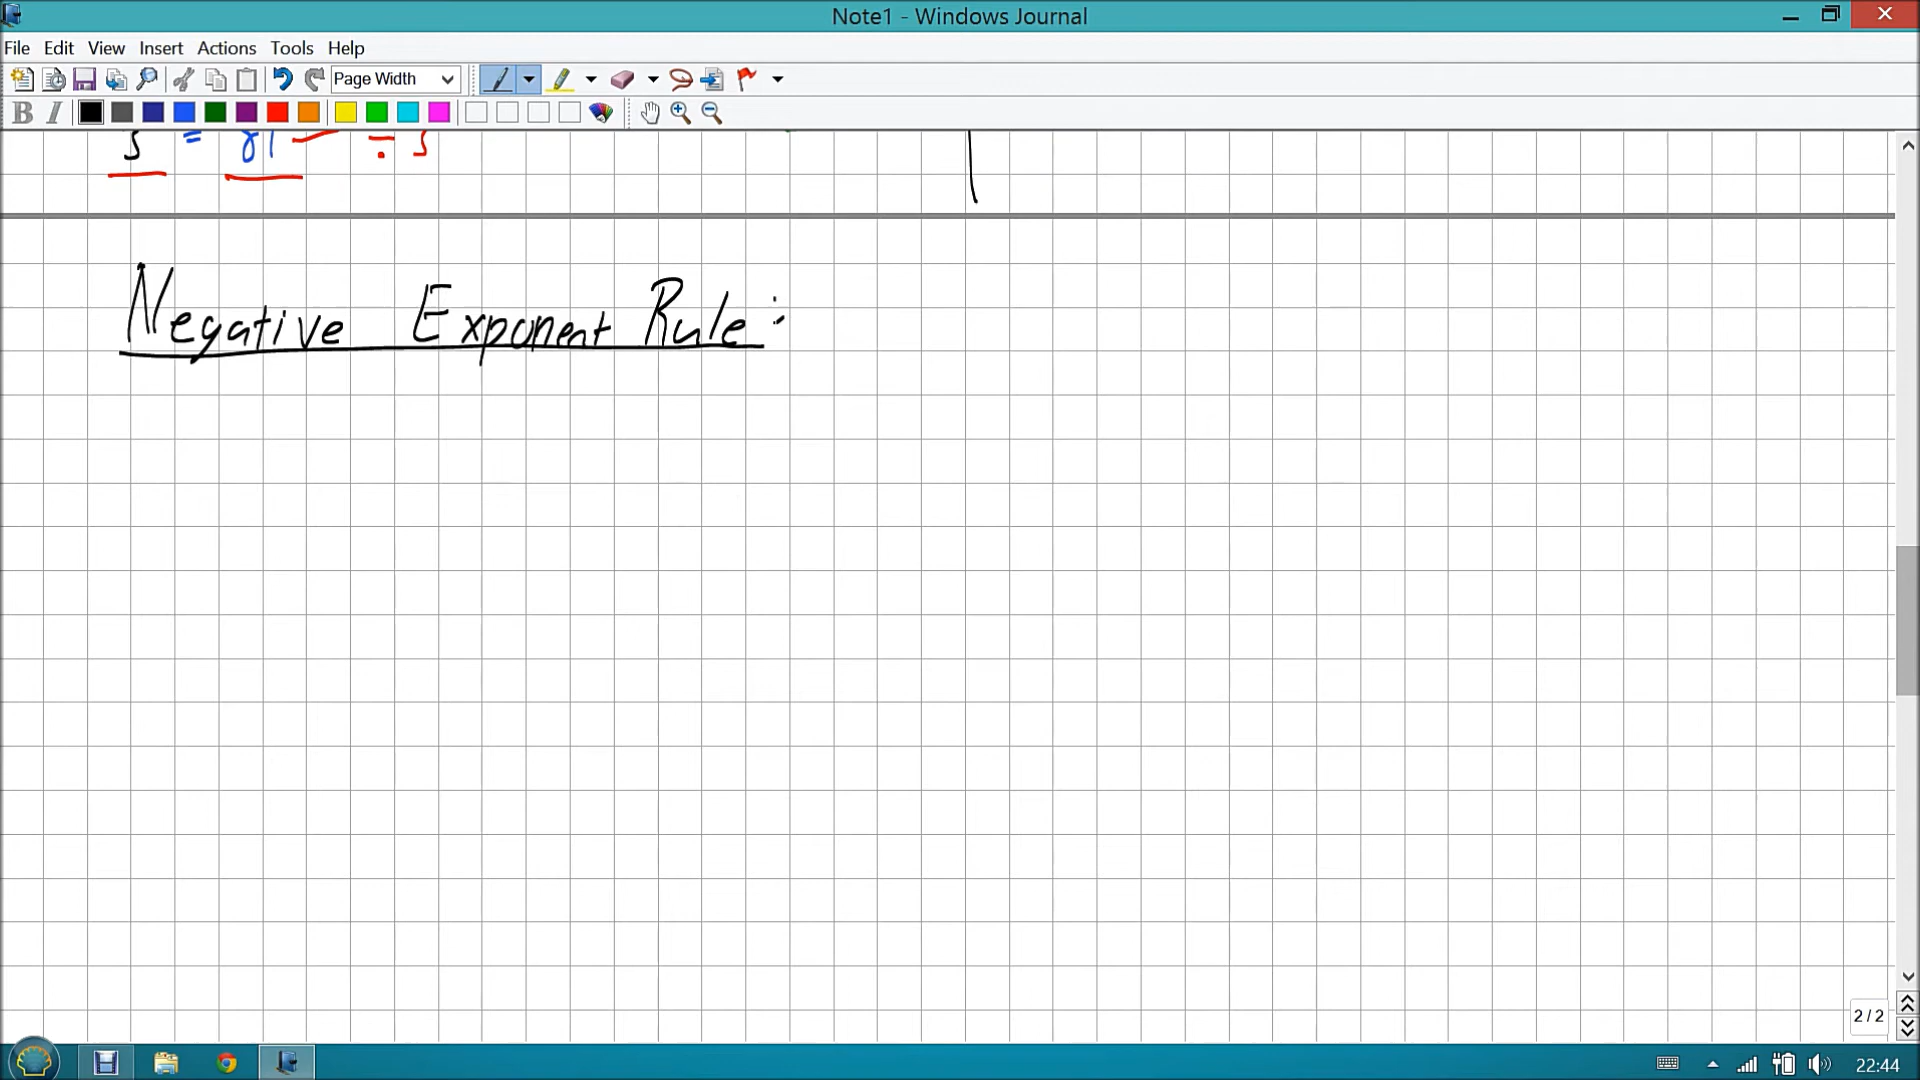 Note1 - Windows Journal
File Edit View Insert Actions Tools Help
Page Width
B I
= 81 ÷
Negative Exponent Rule:
2 / 2
22:44